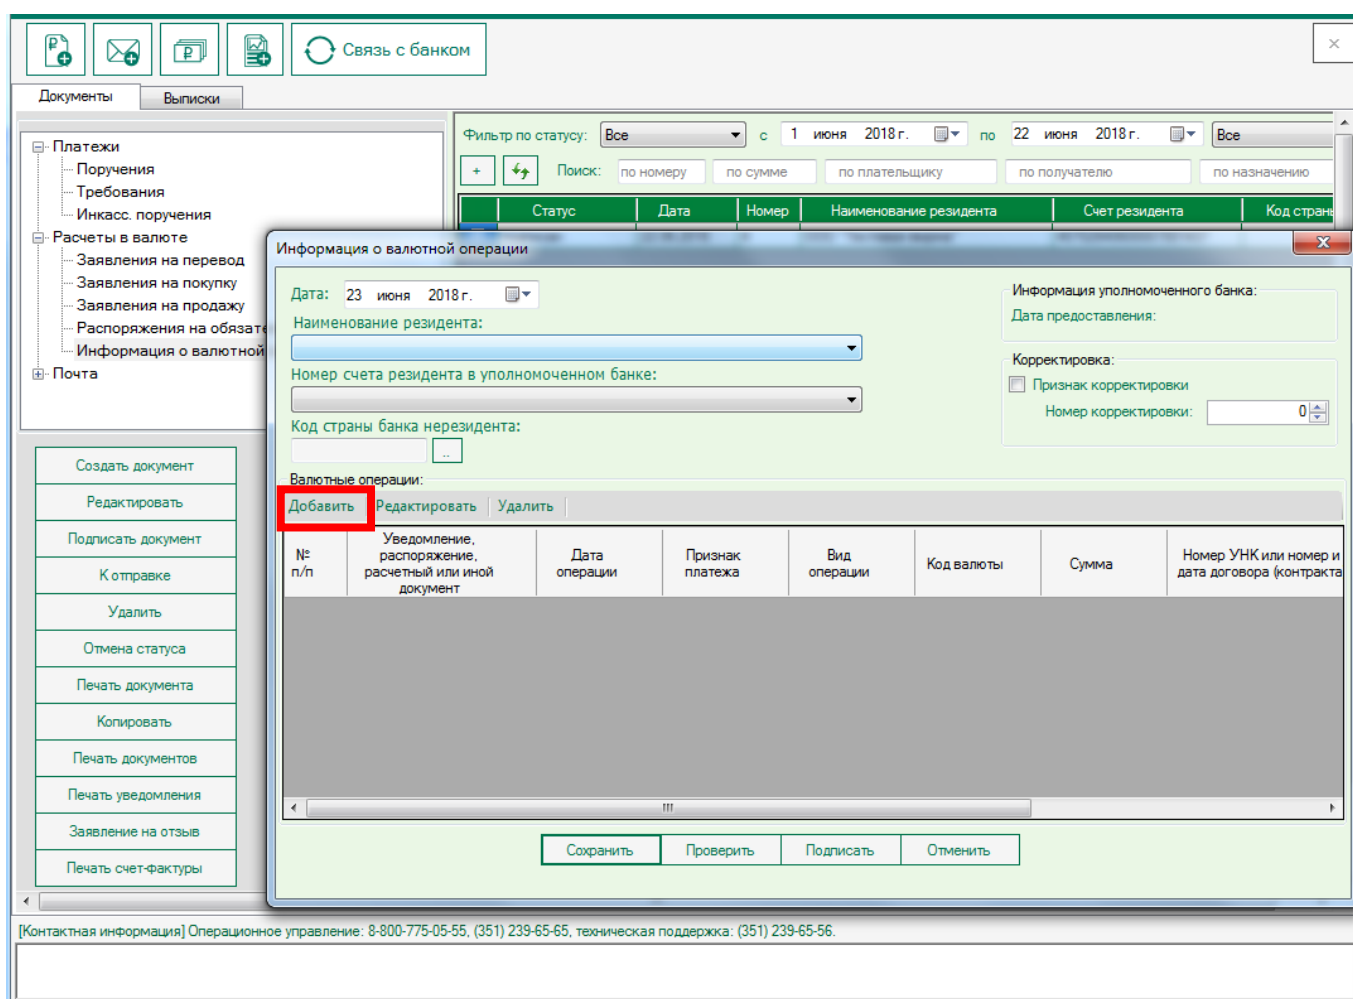 Связь с банком
Документы
Выписки
Платежи
Поручения
Требования
Инкасс. поручения
Расчеты в валюте
Заявления на перевод
Заявления на покупку
Заявления на продажу
Распоряжения на обязате
Информация о валютной
Почта
Фильтр по статусу: Все с 1 июня 2018 г. по 22 июня 2018 г. Все
+ Поиск: по номеру по сумме по плательщику по получателю по назначению
Статус Дата Номер Наименование резидента Счет резидента Код страны
Информация о валютной операции
Дата: 23 июня 2018 г.
Наименование резидента:
Номер счета резидента в уполномоченном банке:
Код страны банка нерезидента:
..
Информация уполномоченного банка:
Дата предоставления:
Корректировка:
Признак корректировки
Номер корректировки: 0
Валютные операции:
Добавить Редактировать Удалить
№ п/п
Уведомление, распоряжение, расчетный или иной документ
Дата операции
Признак платежа
Вид операции
Код валюты
Сумма
Номер УНК или номер и дата договора (контракта
Сохранить Проверить Подписать Отменить
Создать документ
Редактировать
Подписать документ
К отправке
Удалить
Отмена статуса
Печать документа
Копировать
Печать документов
Печать уведомления
Заявление на отзыв
Печать счет-фактуры
[Контактная информация] Операционное управление: 8-800-775-05-55, (351) 239-65-65, техническая поддержка: (351) 239-65-56.